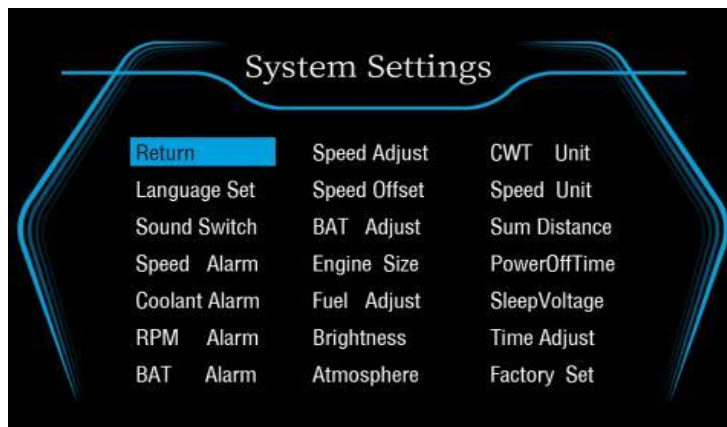 System Settings
Return
Language Set
Sound Switch
Speed Alarm
Coolant Alarm
RPM Alarm
BAT Alarm
Speed Adjust
Speed Offset
BAT Adjust
Engine Size
Fuel Adjust
Brightness
Atmosphere
CWT Unit
Speed Unit
Sum Distance
PowerOffTime
SleepVoltage
Time Adjust
Factory Set